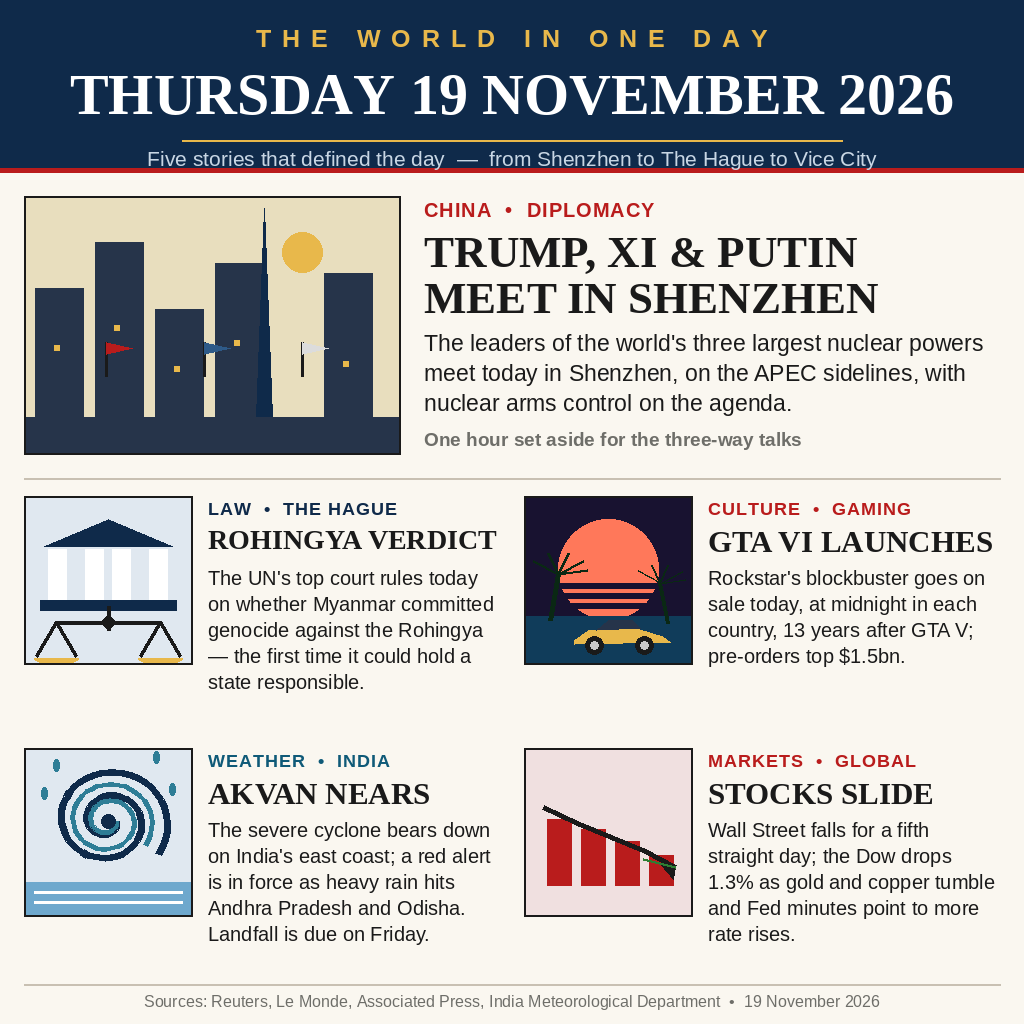 THE WORLD IN ONE DAY
THURSDAY 19 NOVEMBER 2026
Five stories that defined the day — from Shenzhen to The Hague to Vice City
CHINA • DIPLOMACY
TRUMP, XI & PUTIN
MEET IN SHENZHEN
The leaders of the world's three largest nuclear powers
meet today in Shenzhen, on the APEC sidelines, with
nuclear arms control on the agenda.
One hour set aside for the three-way talks
LAW • THE HAGUE
ROHINGYA VERDICT
The UN's top court rules today
on whether Myanmar committed
genocide against the Rohingya
— the first time it could hold a
state responsible.
CULTURE • GAMING
GTA VI LAUNCHES
Rockstar's blockbuster goes on
sale today, at midnight in each
country, 13 years after GTA V;
pre-orders top $1.5bn.
WEATHER • INDIA
AKVAN NEARS
The severe cyclone bears down
on India's east coast; a red alert
is in force as heavy rain hits
Andhra Pradesh and Odisha.
Landfall is due on Friday.
MARKETS • GLOBAL
STOCKS SLIDE
Wall Street falls for a fifth
straight day; the Dow drops
1.3% as gold and copper tumble
and Fed minutes point to more
rate rises.
Sources: Reuters, Le Monde, Associated Press, India Meteorological Department • 19 November 2026